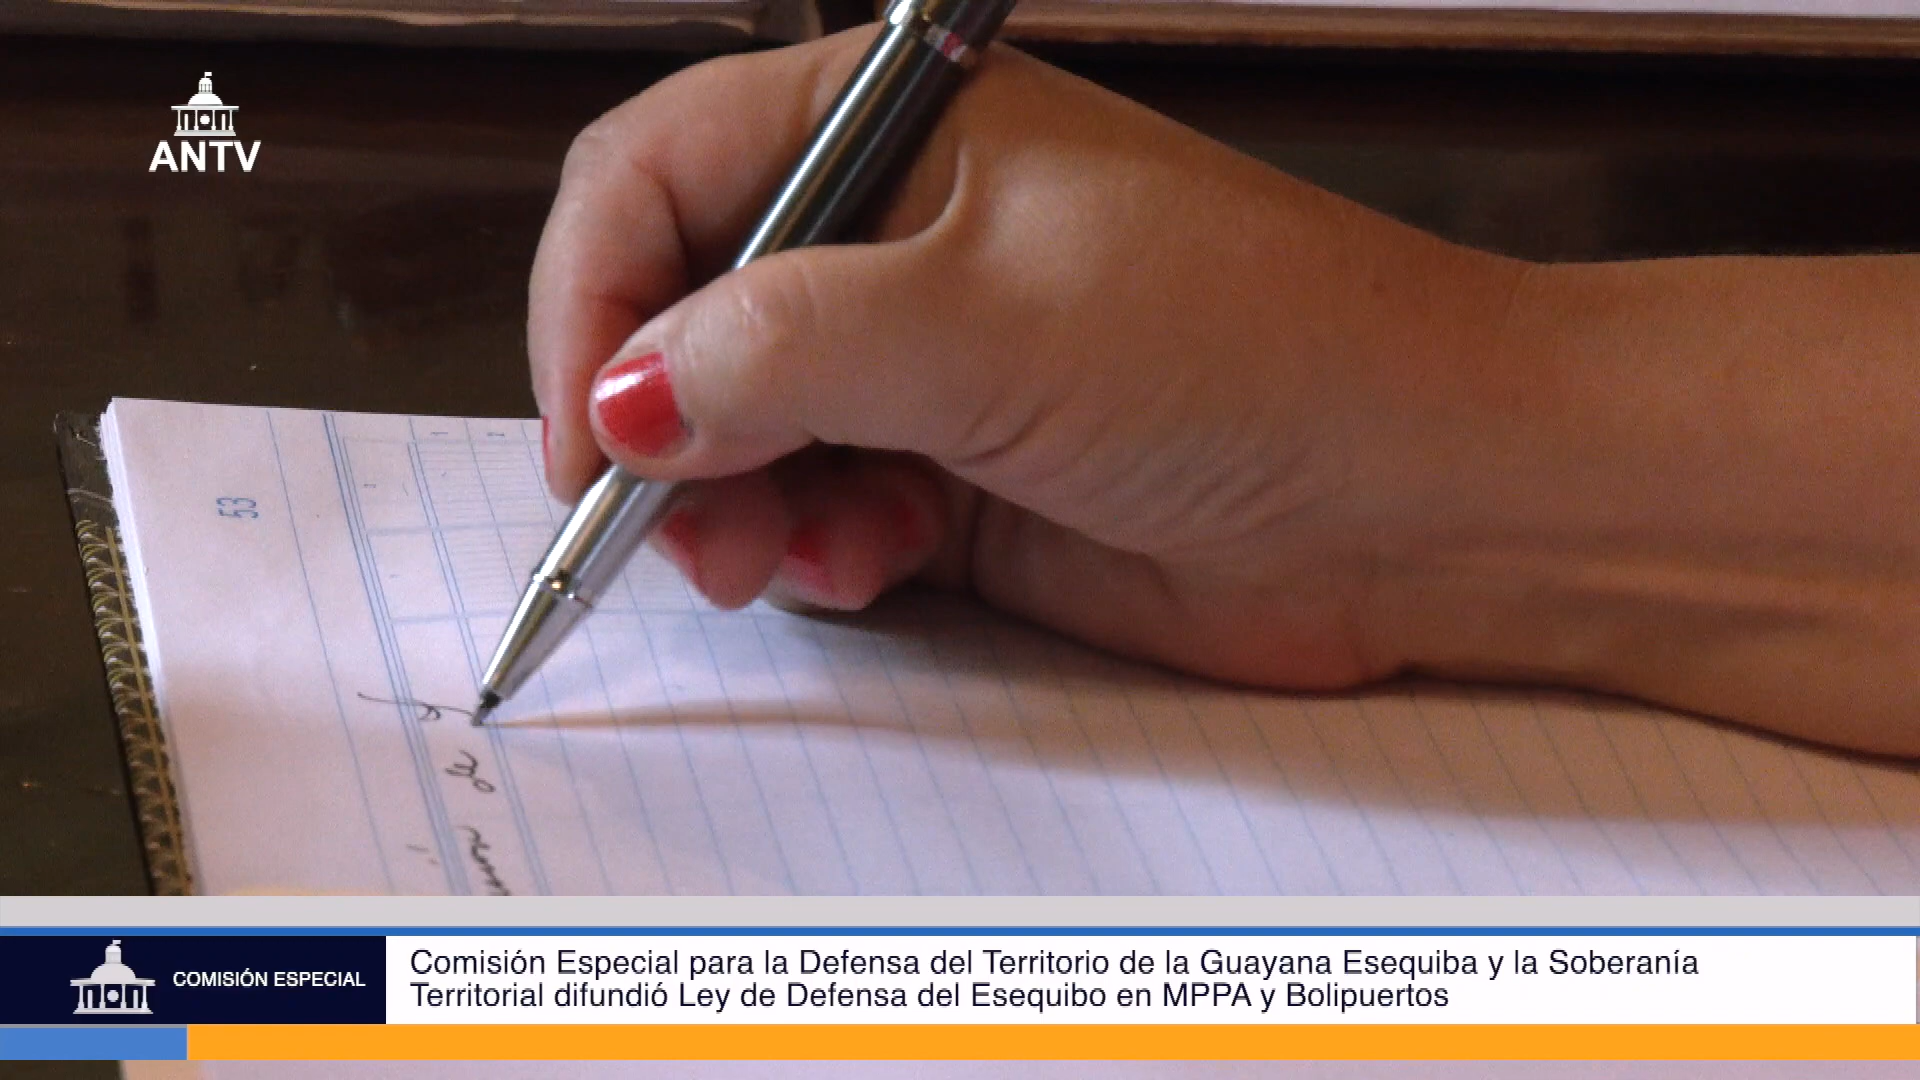 ANTV
53
COMISIÓN ESPECIAL
Comisión Especial para la Defensa del Territorio de la Guayana Esequiba y la Soberanía
Territorial difundió Ley de Defensa del Esequibo en MPPA y Bolipuertos